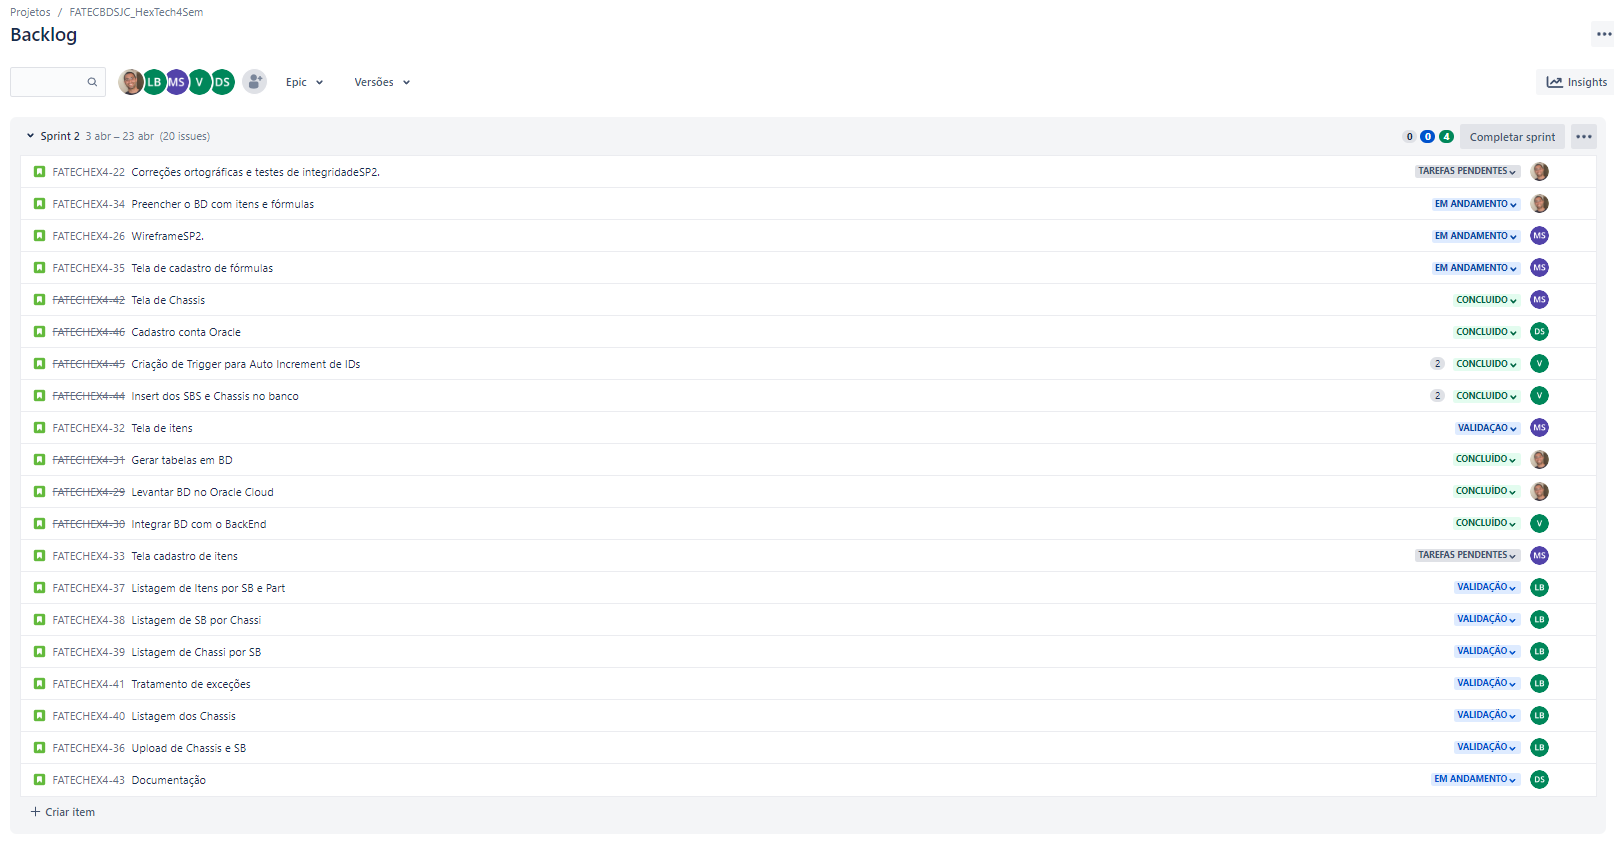 Projetos / FATECBDSJC_HexTech4Sem
Backlog
LB MS V DS Epic Versões Insights
Sprint 2 3 abr – 23 abr (20 issues) 0 0 4 Completar sprint
FATECHEX4-22 Correções ortográficas e testes de integridadeSP2. TAREFAS PENDENTES
FATECHEX4-34 Preencher o BD com itens e fórmulas EM ANDAMENTO
FATECHEX4-26 WireframeSP2. EM ANDAMENTO MS
FATECHEX4-35 Tela de cadastro de fórmulas EM ANDAMENTO MS
FATECHEX4-42 Tela de Chassis CONCLUIDO MS
FATECHEX4-46 Cadastro conta Oracle CONCLUIDO DS
FATECHEX4-45 Criação de Trigger para Auto Increment de IDs 2 CONCLUIDO V
FATECHEX4-44 Insert dos SBS e Chassis no banco 2 CONCLUIDO V
FATECHEX4-32 Tela de itens VALIDAÇAO MS
FATECHEX4-31 Gerar tabelas em BD CONCLUÍDO
FATECHEX4-29 Levantar BD no Oracle Cloud CONCLUÍDO
FATECHEX4-30 Integrar BD com o BackEnd CONCLUÍDO V
FATECHEX4-33 Tela cadastro de itens TAREFAS PENDENTES MS
FATECHEX4-37 Listagem de Itens por SB e Part VALIDAÇÃO LB
FATECHEX4-38 Listagem de SB por Chassi VALIDAÇÃO LB
FATECHEX4-39 Listagem de Chassi por SB VALIDAÇÃO LB
FATECHEX4-41 Tratamento de exceções VALIDAÇÃO LB
FATECHEX4-40 Listagem dos Chassis VALIDAÇÃO LB
FATECHEX4-36 Upload de Chassis e SB VALIDAÇÃO LB
FATECHEX4-43 Documentação EM ANDAMENTO DS
+ Criar item